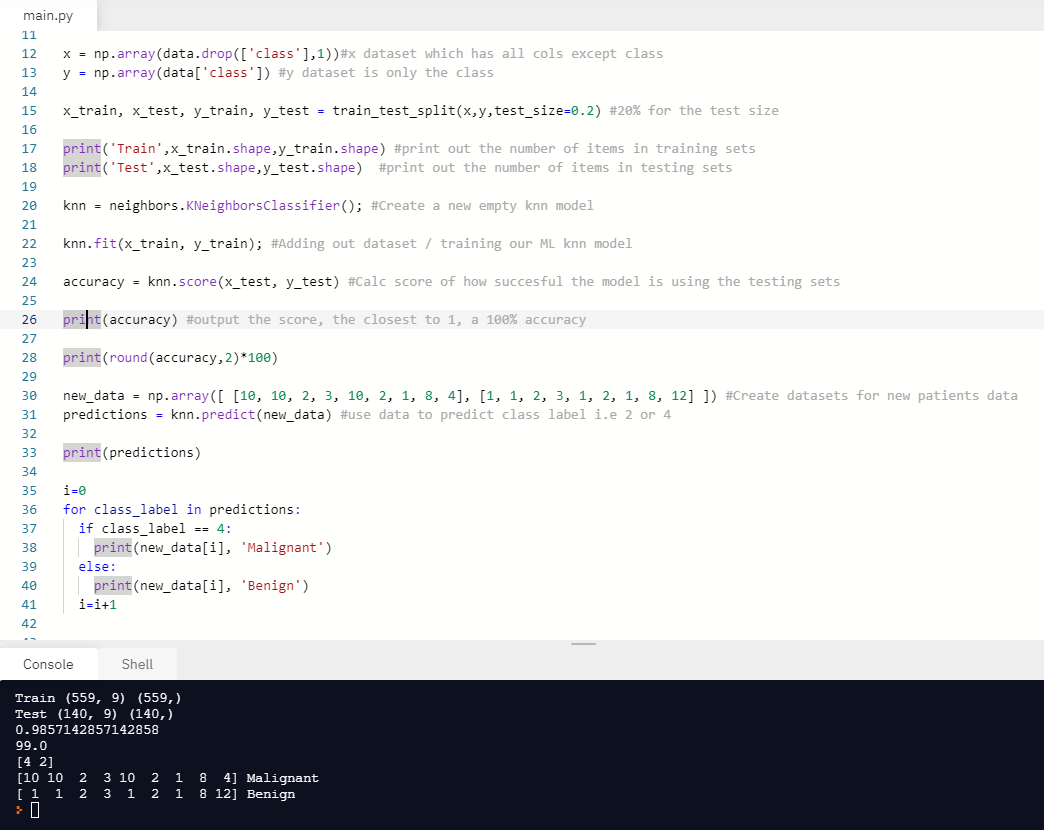 main.py
11
12 x = np.array(data.drop(['class'],1))#x dataset which has all cols except class
13 y = np.array(data['class']) #y dataset is only the class
14
15 x_train, x_test, y_train, y_test = train_test_split(x,y,test_size=0.2) #20% for the test size
16
17 print('Train',x_train.shape,y_train.shape) #print out the number of items in training sets
18 print('Test',x_test.shape,y_test.shape)  #print out the number of items in testing sets
19
20 knn = neighbors.KNeighborsClassifier(); #Create a new empty knn model
21
22 knn.fit(x_train, y_train); #Adding out dataset / training our ML knn model
23
24 accuracy = knn.score(x_test, y_test) #Calc score of how succesful the model is using the testing sets
25
26 print(accuracy) #output the score, the closest to 1, a 100% accuracy
27
28 print(round(accuracy,2)*100)
29
30 new_data = np.array([ [10, 10, 2, 3, 10, 2, 1, 8, 4], [1, 1, 2, 3, 1, 2, 1, 8, 12] ]) #Create datasets for new patients data
31 predictions = knn.predict(new_data) #use data to predict class label i.e 2 or 4
32
33 print(predictions)
34
35 i=0
36 for class_label in predictions:
37   if class_label == 4:
38     print(new_data[i], 'Malignant')
39   else:
40     print(new_data[i], 'Benign')
41   i=i+1
42
Console Shell
Train (559, 9) (559,)
Test (140, 9) (140,)
0.9857142857142858
99.0
[4 2]
[10 10  2  3 10  2  1  8  4] Malignant
[ 1  1  2  3  1  2  1  8 12] Benign